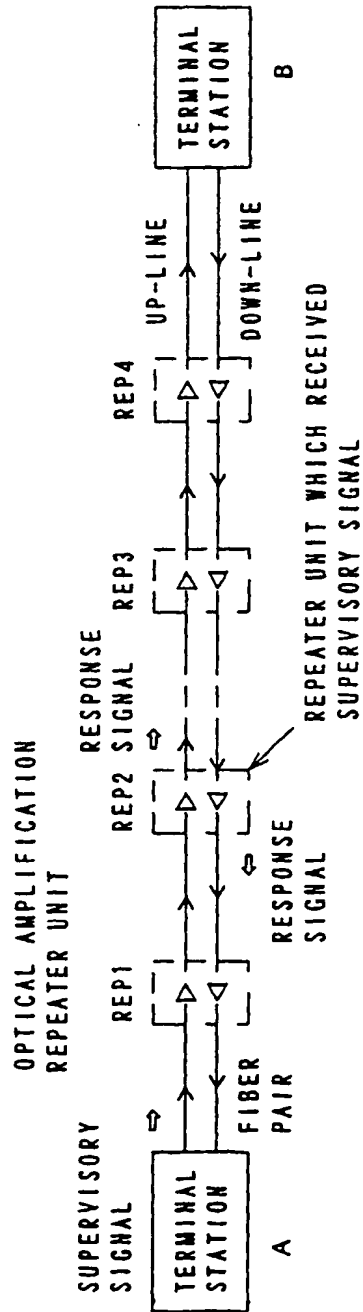 OPTICAL AMPLIFICATION
REPEATER UNIT
SUPERVISORY
SIGNAL
REP1
REP2
RESPONSE
SIGNAL
REP3
REP4
UP-LINE
TERMINAL
STATION
A
FIBER
PAIR
RESPONSE
SIGNAL
REPEATER UNIT WHICH RECEIVED
SUPERVISORY SIGNAL
DOWN-LINE
TERMINAL
STATION
B